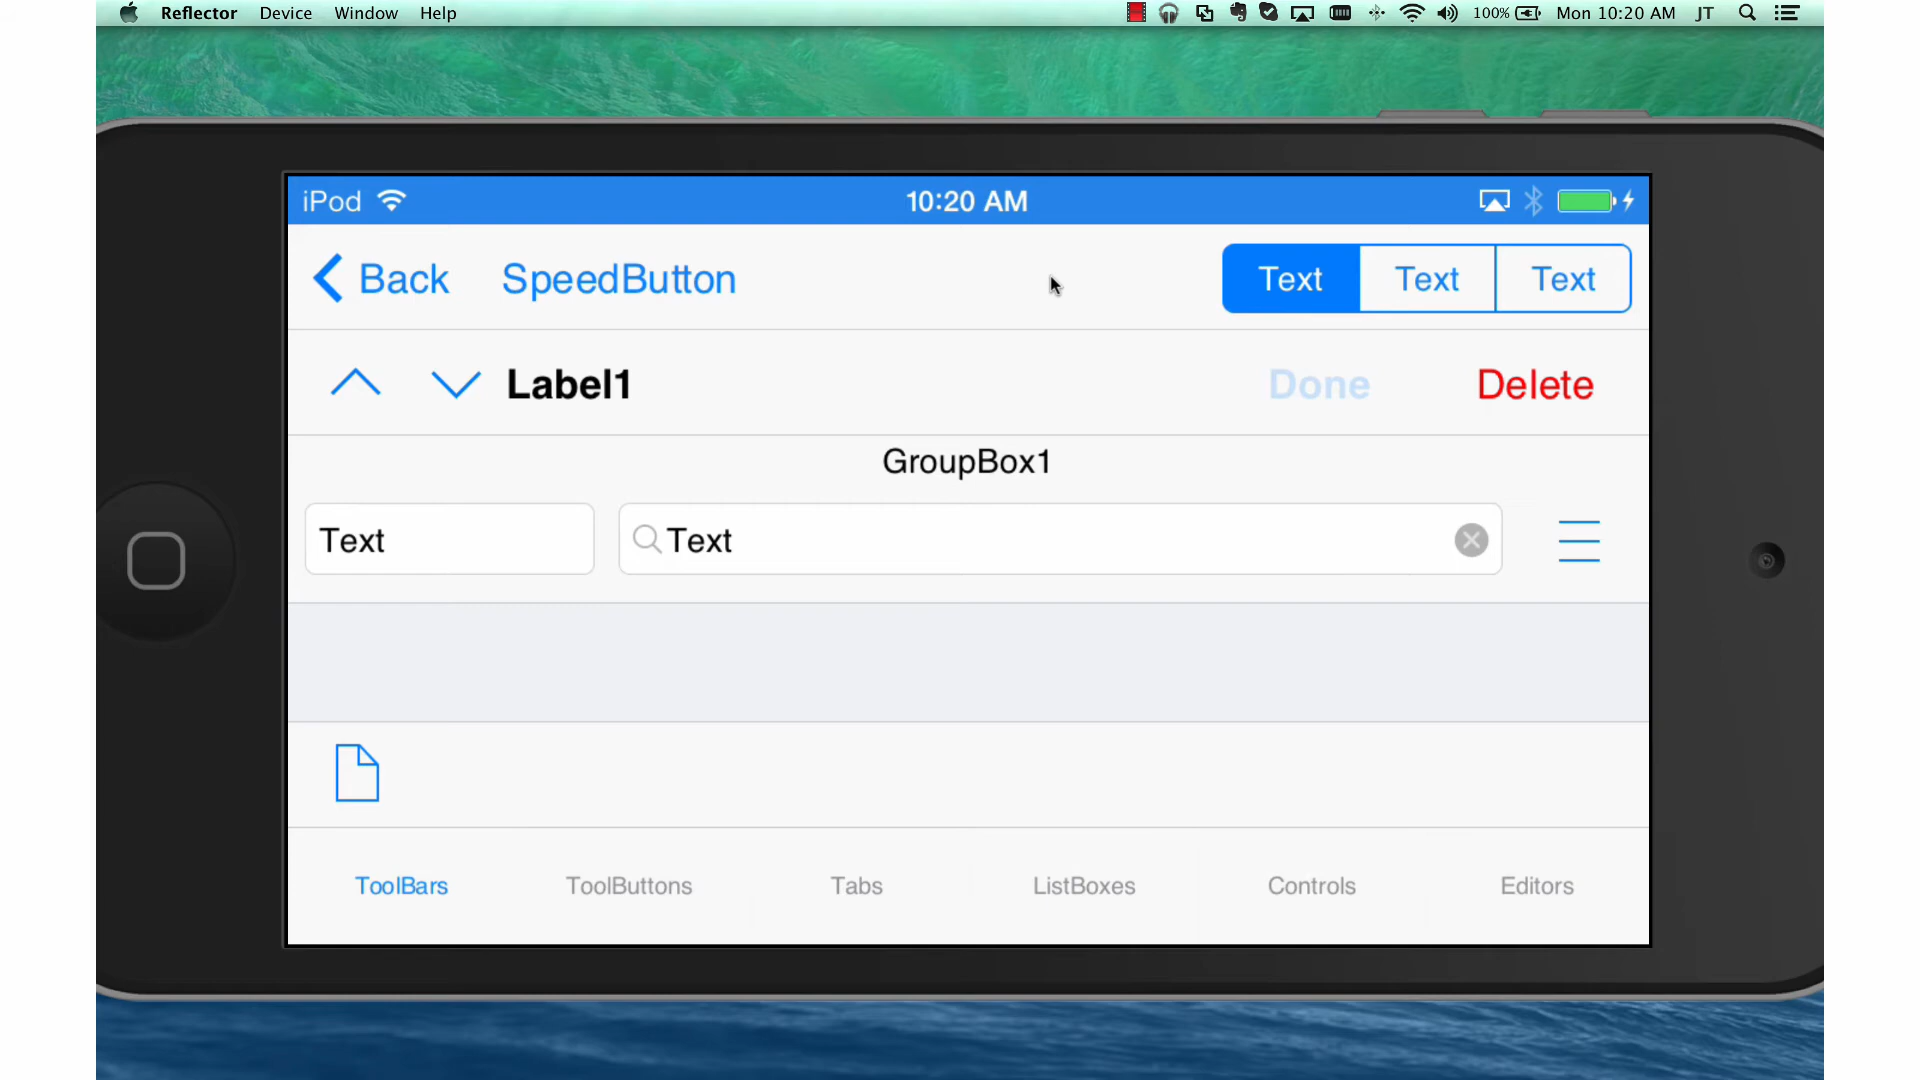 Reflector Device Window Help 100% Mon 10:20 AM JT
iPod 10:20 AM
Back SpeedButton Text Text Text
Label1 Done Delete
GroupBox1
Text Text
ToolBars ToolButtons Tabs ListBoxes Controls Editors